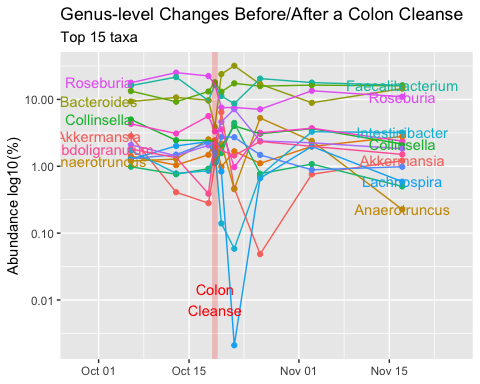 Genus-level Changes Before/After a Colon Cleanse
Top 15 taxa
Abundance log10(%)
10.00
1.00
0.10
0.01
Roseburia
Bacteroides
Collinsella
Akkermansia
bdoligranulum
naerotruncus
Faecalibacterium
Roseburia
Intestinibacter
Collinsella
Akkermansia
Lachnospira
Anaerotruncus
Colon
Cleanse
Oct 01
Oct 15
Nov 01
Nov 15